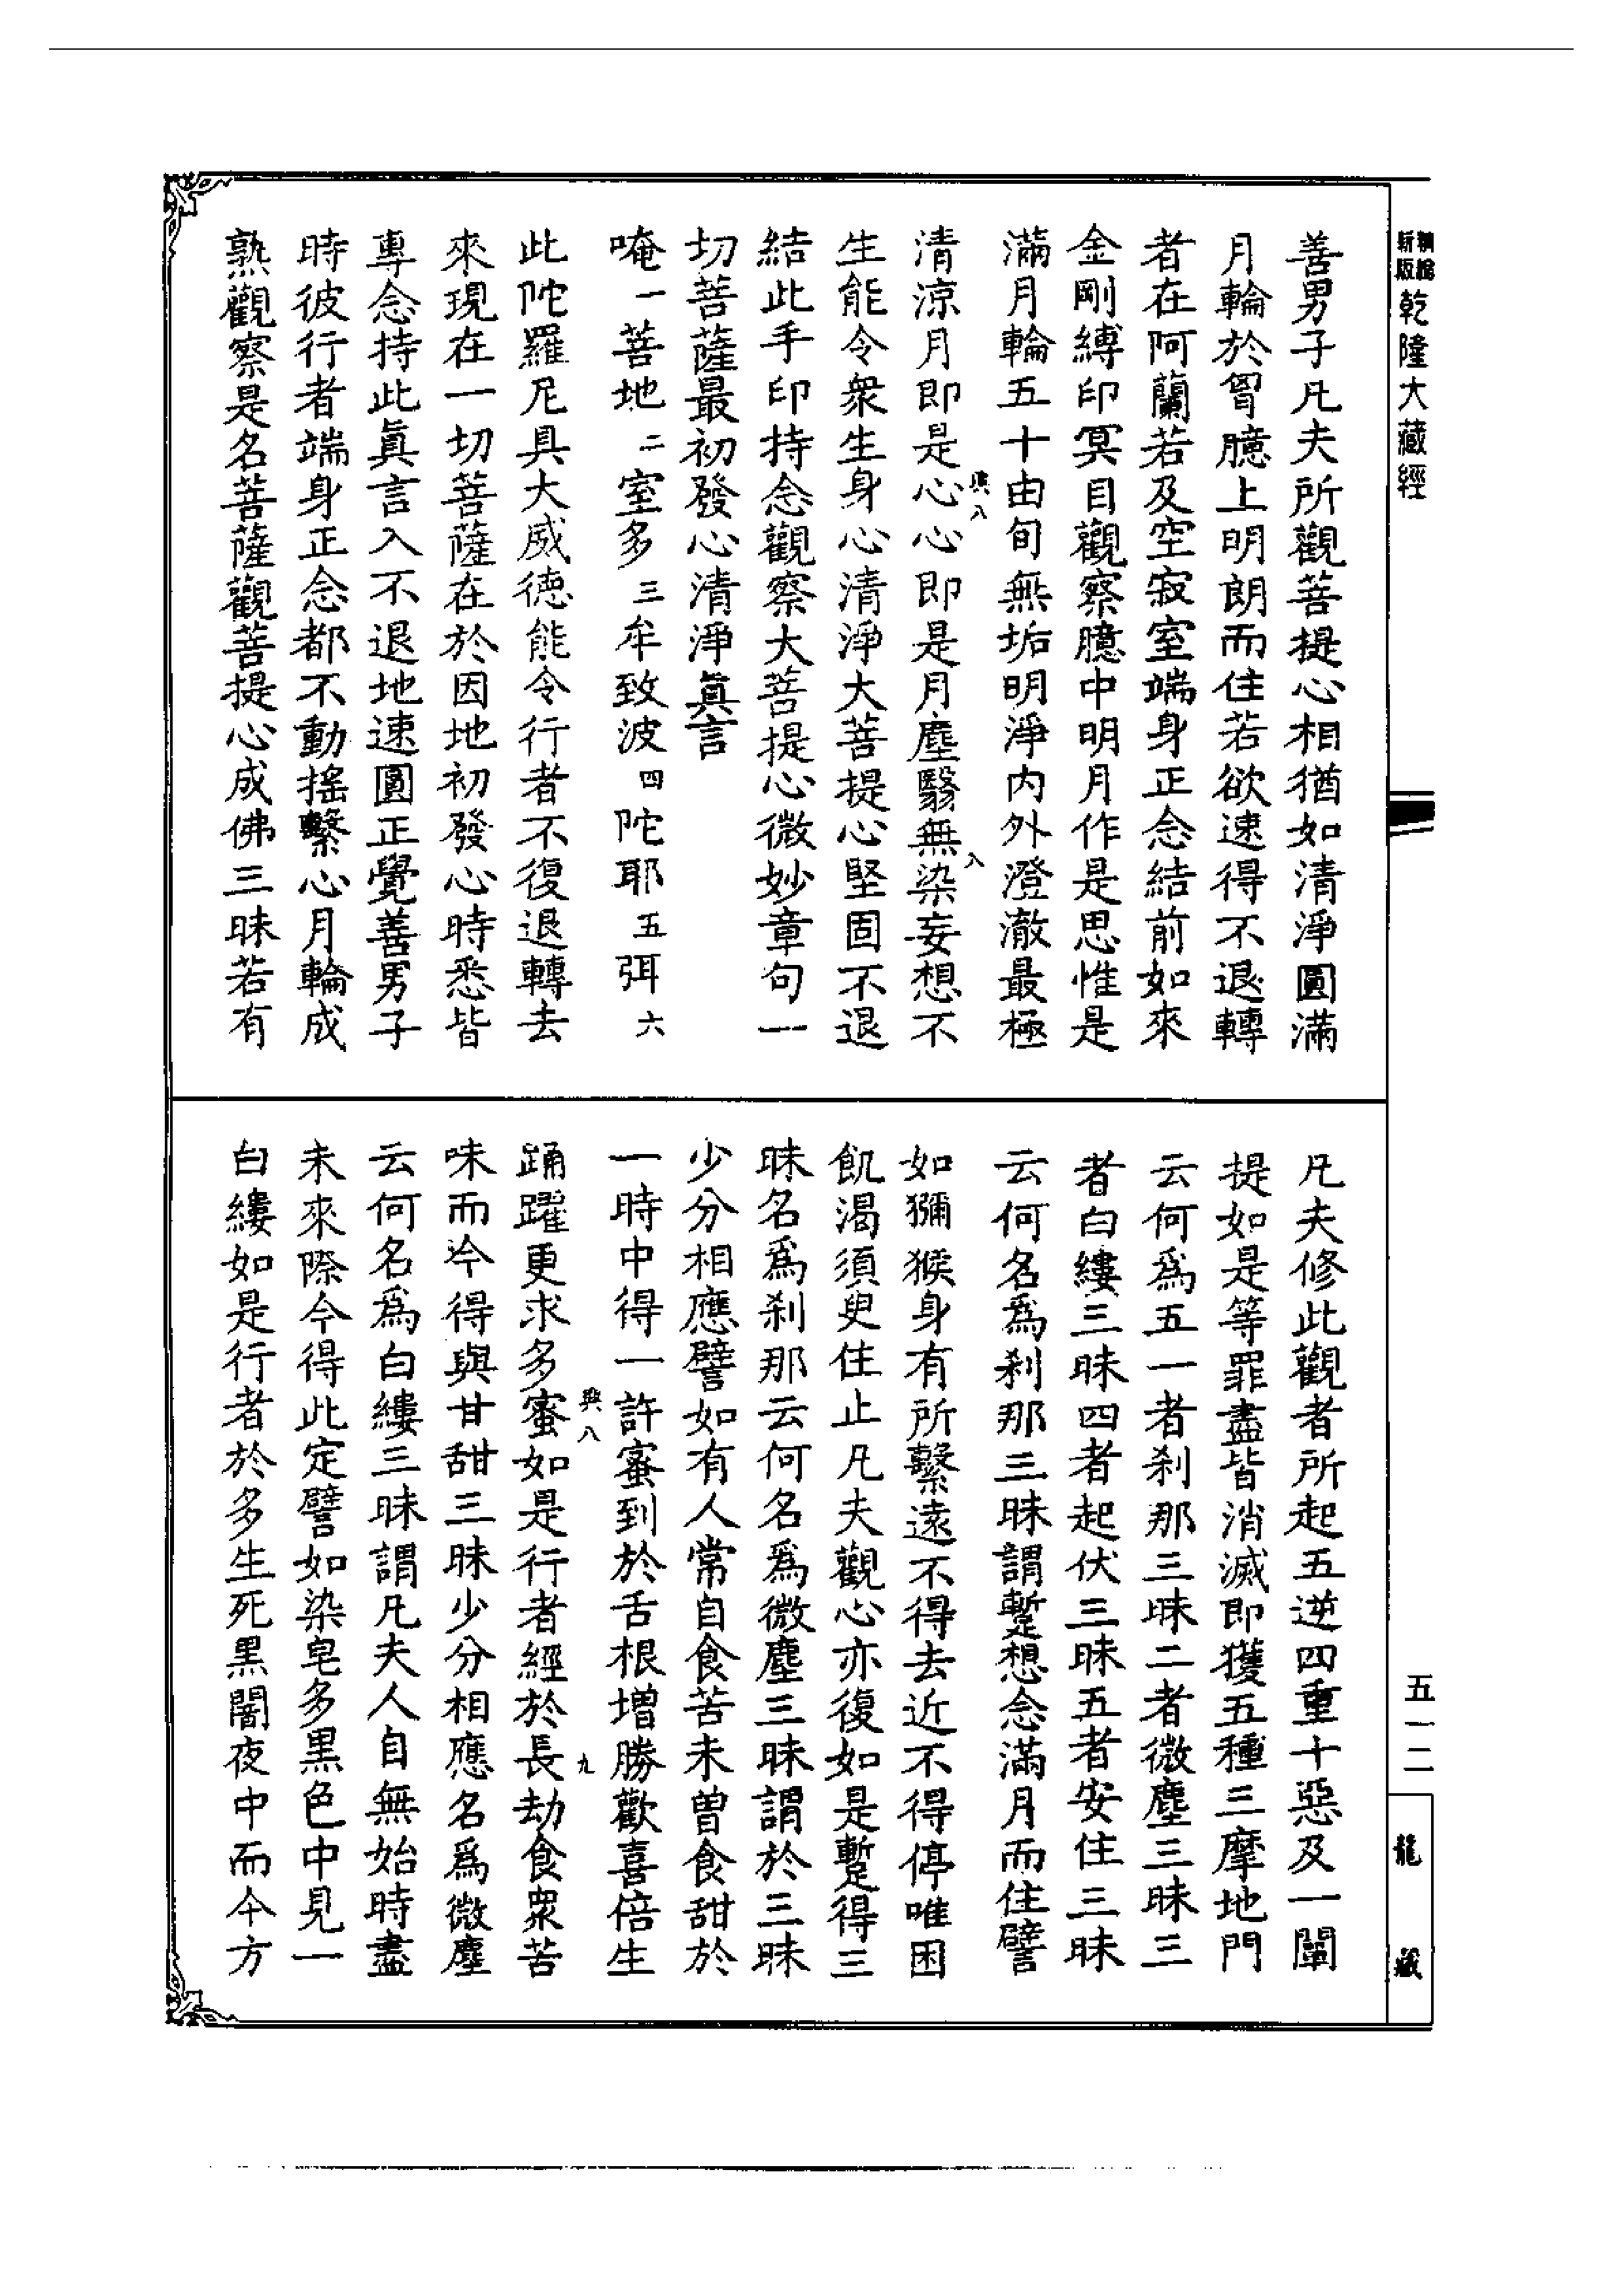 精繪
新版
乾隆大藏經
五一二
龍藏
善男子凡夫所觀菩提心相猶如清淨圓滿
月輪於胷臆上明朗而住若欲速得不退轉
者在阿蘭若及空寂室端身正念結前如來
金剛縛印冥目觀察臆中明月作是思惟是
滿月輪五十由旬無垢明淨内外澄澈最極
興八
八
清涼月即是心心即是月塵翳無染妄想不
生能令衆生身心清淨大菩提心堅固不退
結此手印持念觀察大菩提心微妙章句一
切菩薩最初發心清淨眞言
唵一菩地二室多三牟致波四陀耶五弭六
此陀羅尼具大威德能令行者不復退轉去
來現在一切菩薩在於因地初發心時悉皆
專念持此眞言入不退地速圓正覺善男子
時彼行者端身正念都不動搖繫心月輪成
熟觀察是名菩薩觀菩提心成佛三昧若有
凡夫修此觀者所起五逆四重十惡及一闡
提如是等罪盡皆消滅即獲五種三摩地門
云何爲五一者刹那三昧二者微塵三昧三
者白縷三昧四者起伏三昧五者安住三昧
云何名爲刹那三昧謂蹔想念滿月而住譬
如獼猴身有所繫遠不得去近不得停唯困
飢渴須臾住止凡夫觀心亦復如是蹔得三
昧名爲刹那云何名爲微塵三昧謂於三昧
少分相應譬如有人常自食苦未曾食甜於
一時中得一許蜜到於舌根增勝歡喜倍生
興八
九
踊躍更求多蜜如是行者經於長劫食衆苦
味而今得與甘甜三昧少分相應名爲微塵
云何名爲白縷三昧謂凡夫人自無始時盡
未來際今得此定譬如染皂多黑色中見一
白縷如是行者於多生死黑闇夜中而今方